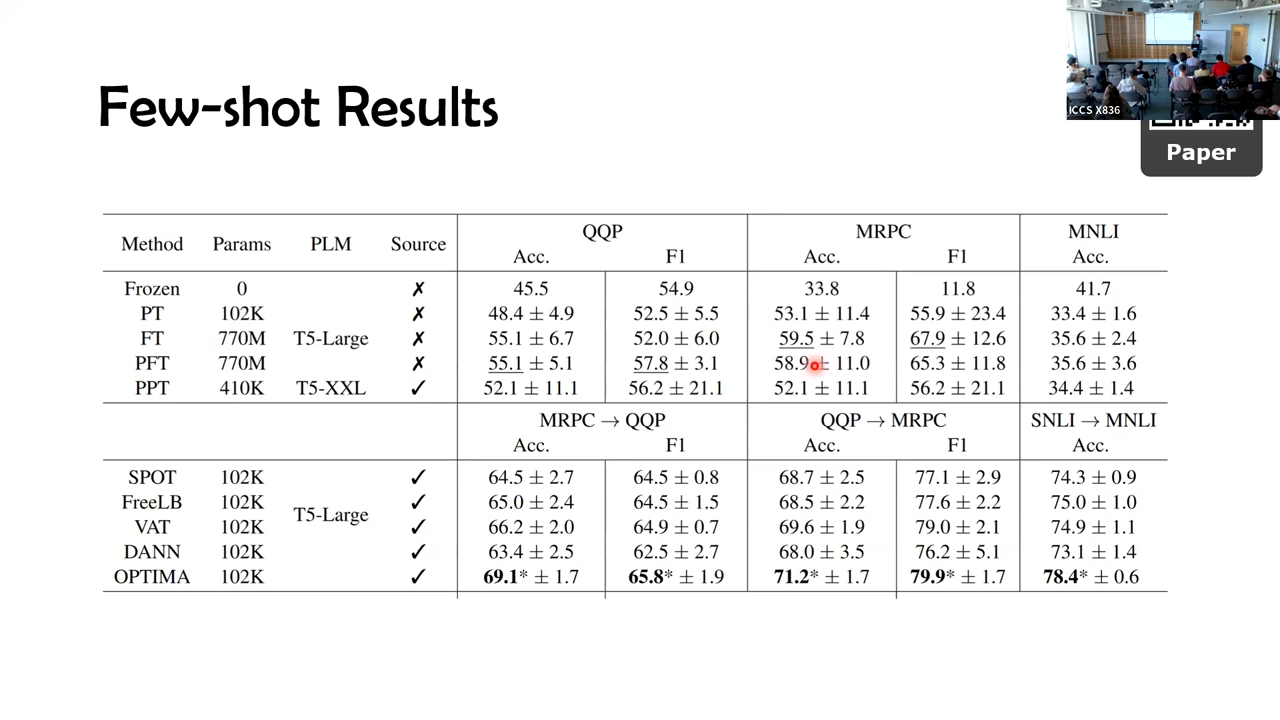 Few-shot Results
ICCS X836
Paper
Method Params PLM Source QQP MRPC MNLI
Acc. F1 Acc. F1 Acc.
Frozen 0 ✗ 45.5 54.9 33.8 11.8 41.7
PT 102K ✗ 48.4 ± 4.9 52.5 ± 5.5 53.1 ± 11.4 55.9 ± 23.4 33.4 ± 1.6
FT 770M T5-Large ✗ 55.1 ± 6.7 52.0 ± 6.0 59.5 ± 7.8 67.9 ± 12.6 35.6 ± 2.4
PFT 770M ✗ 55.1 ± 5.1 57.8 ± 3.1 58.9 ± 11.0 65.3 ± 11.8 35.6 ± 3.6
PPT 410K T5-XXL ✓ 52.1 ± 11.1 56.2 ± 21.1 52.1 ± 11.1 56.2 ± 21.1 34.4 ± 1.4
MRPC → QQP QQP → MRPC SNLI → MNLI
Acc. F1 Acc. F1 Acc.
SPOT 102K ✓ 64.5 ± 2.7 64.5 ± 0.8 68.7 ± 2.5 77.1 ± 2.9 74.3 ± 0.9
FreeLB 102K ✓ 65.0 ± 2.4 64.5 ± 1.5 68.5 ± 2.2 77.6 ± 2.2 75.0 ± 1.0
T5-Large
VAT 102K ✓ 66.2 ± 2.0 64.9 ± 0.7 69.6 ± 1.9 79.0 ± 2.1 74.9 ± 1.1
DANN 102K ✓ 63.4 ± 2.5 62.5 ± 2.7 68.0 ± 3.5 76.2 ± 5.1 73.1 ± 1.4
OPTIMA 102K ✓ 69.1* ± 1.7 65.8* ± 1.9 71.2* ± 1.7 79.9* ± 1.7 78.4* ± 0.6